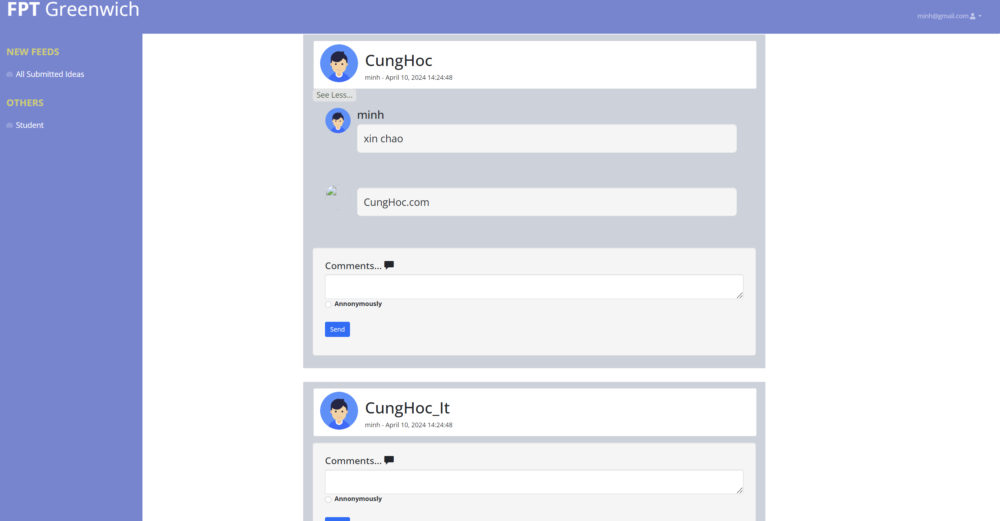 FPT Greenwich
minh@gmail.com
NEW FEEDS
All Submitted Ideas
OTHERS
Student
CungHoc
minh - April 10, 2024 14:24:48
See Less...
minh
xin chao
CungHoc.com
Comments...
Annonymously
Send
CungHoc_It
minh - April 10, 2024 14:24:48
Comments...
Annonymously